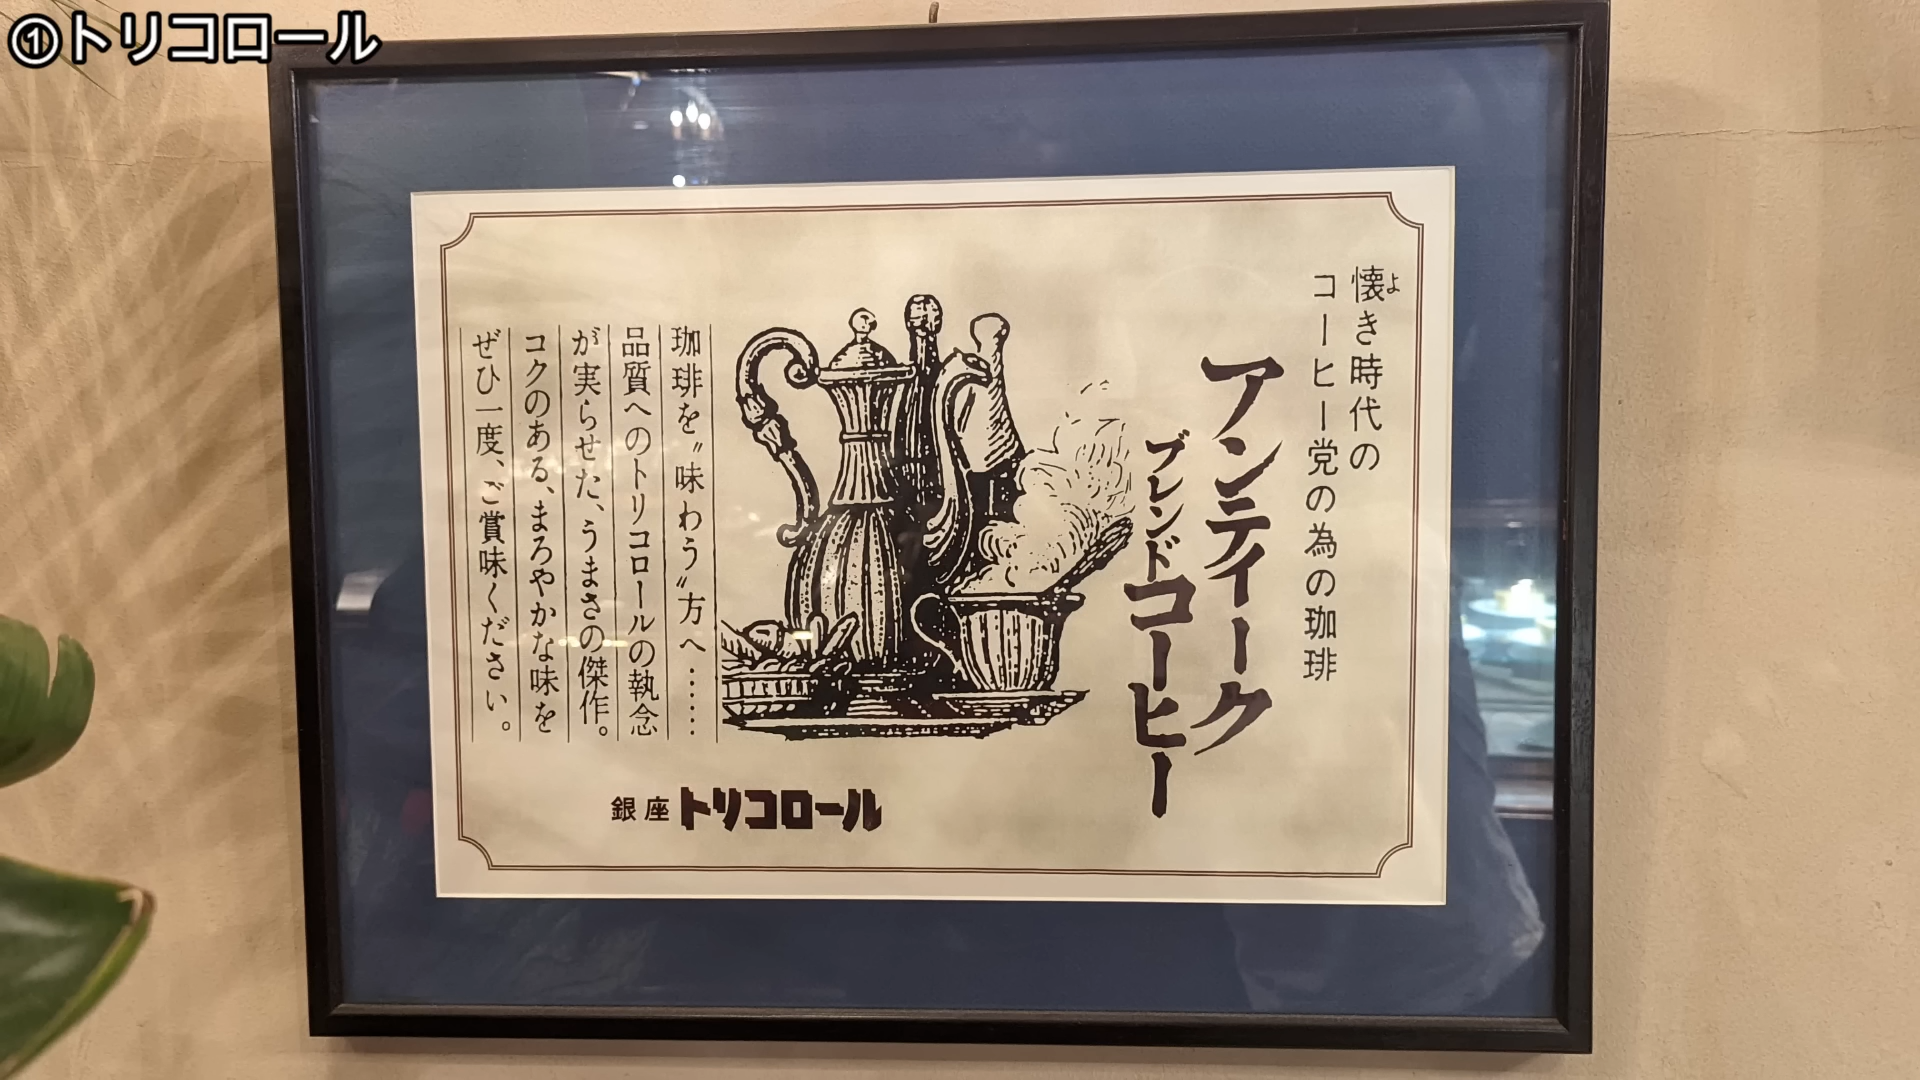 ①トリコロール
懐き時代の
よ
コーヒー党の為の珈琲
アンティーク
ブレンドコーヒー
珈琲を〝味わう〟方へ……
品質へのトリコロールの執念
が実らせた、うまさの傑作。
コクのある、まろやかな味を
ぜひ一度、ご賞味ください。
銀座 トリコロール